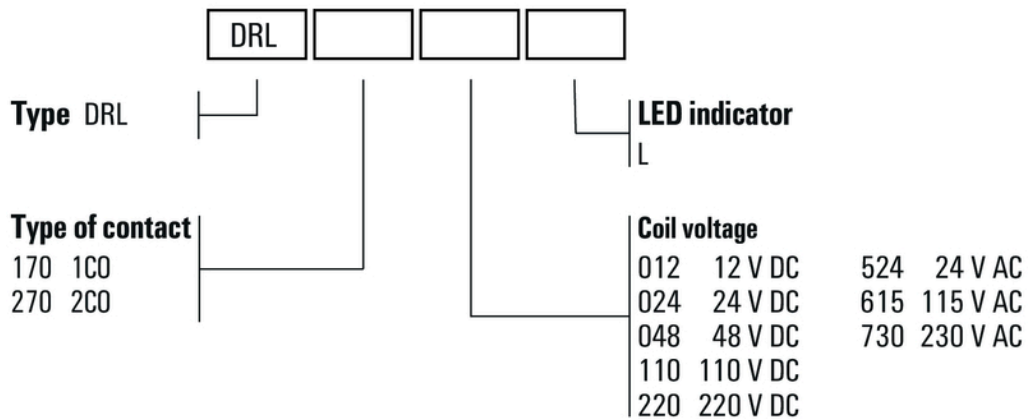 DRL
Type DRL
LED indicator
L
Type of contact
170 1CO
270 2CO
Coil voltage
012 12 V DC 524 24 V AC
024 24 V DC 615 115 V AC
048 48 V DC 730 230 V AC
110 110 V DC
220 220 V DC